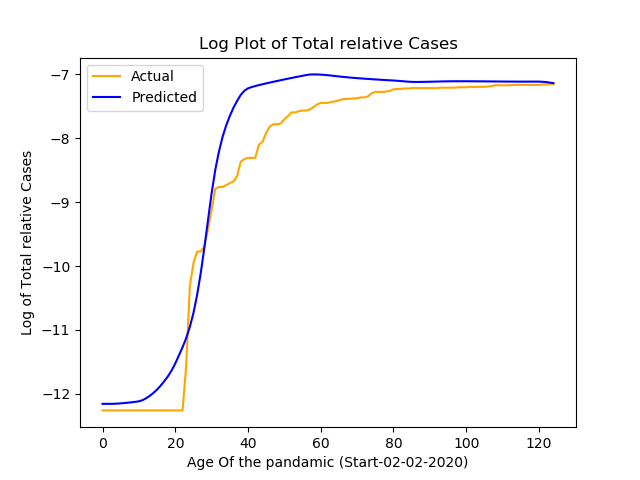 Log Plot of Total relative Cases
Actual
Predicted
Log of Total relative Cases
−7
−8
−9
−10
−11
−12
0 20 40 60 80 100 120
Age Of the pandamic (Start-02-02-2020)